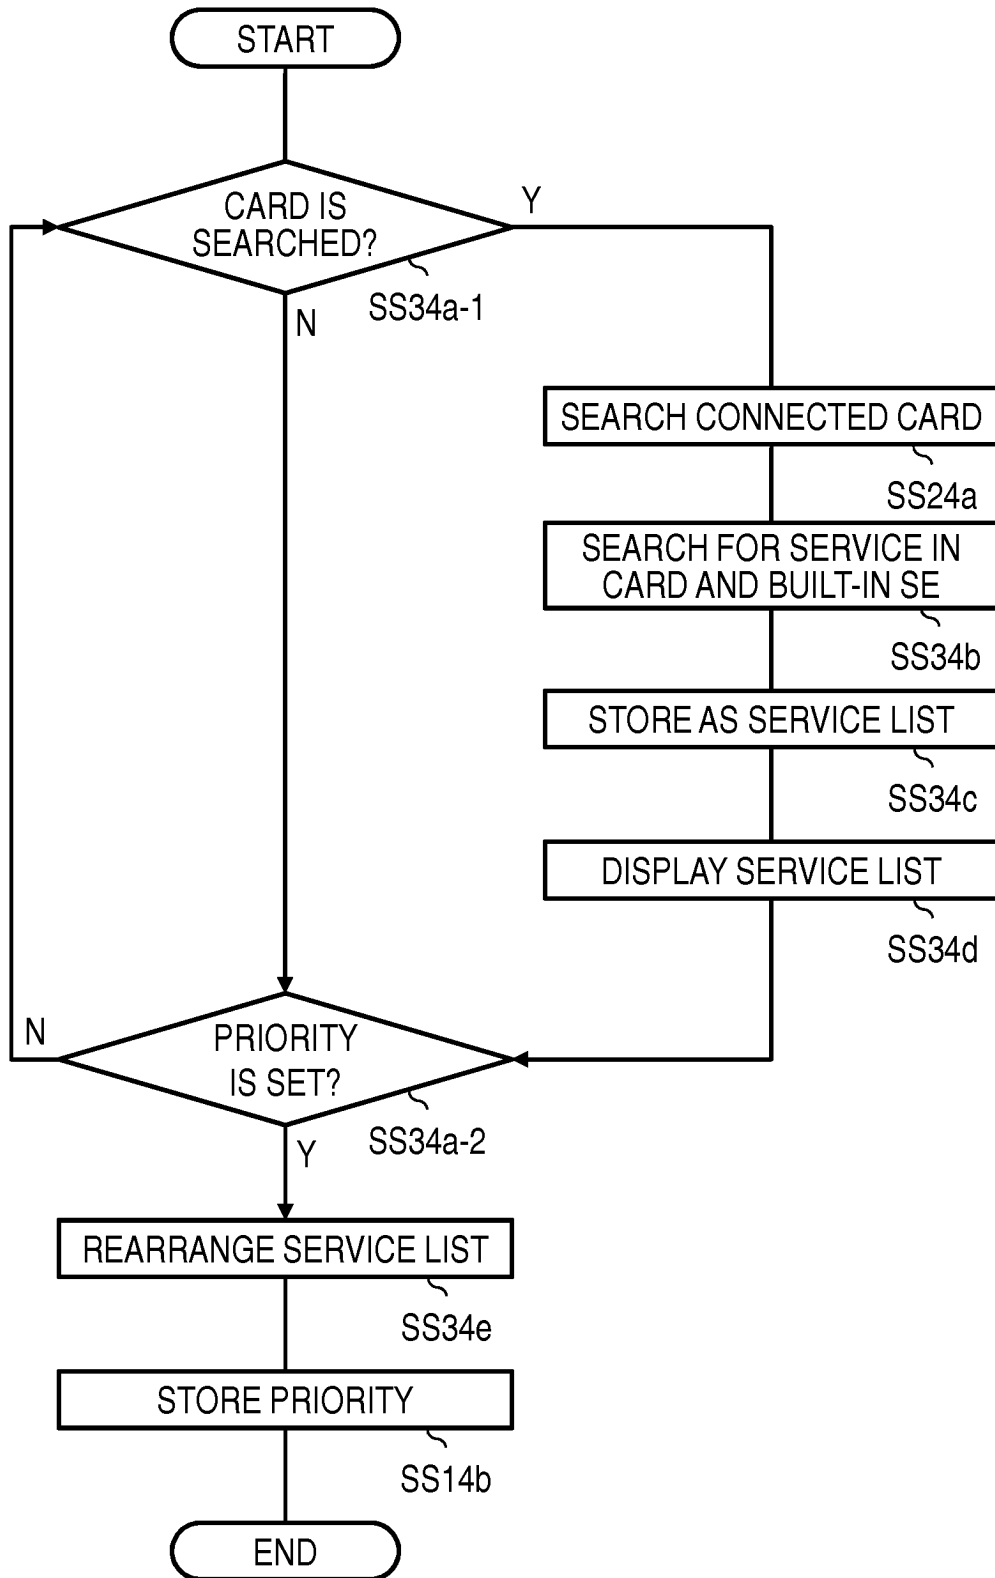 START
CARD IS
SEARCHED?
Y
SS34a-1
N
SEARCH CONNECTED CARD
SS24a
SEARCH FOR SERVICE IN
CARD AND BUILT-IN SE
SS34b
STORE AS SERVICE LIST
SS34c
DISPLAY SERVICE LIST
SS34d
N
PRIORITY
IS SET?
SS34a-2
Y
REARRANGE SERVICE LIST
SS34e
STORE PRIORITY
SS14b
END